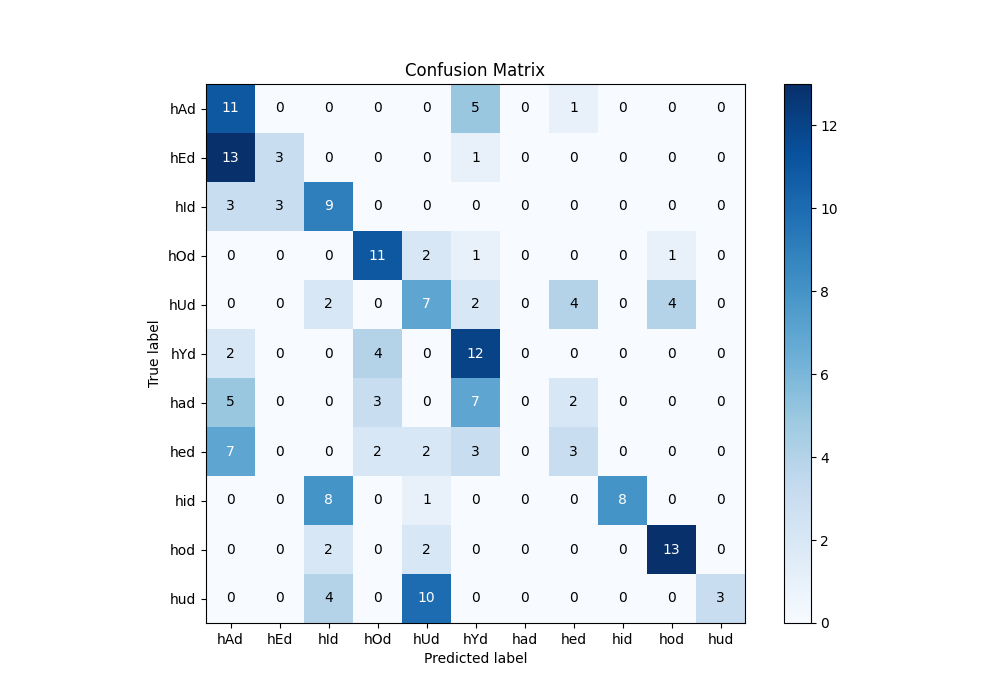 Confusion Matrix
hAd 11 0 0 0 0 5 0 1 0 0 0
hEd 13 3 0 0 0 1 0 0 0 0 0
hId 3 3 9 0 0 0 0 0 0 0 0
hOd 0 0 0 11 2 1 0 0 0 1 0
hUd 0 0 2 0 7 2 0 4 0 4 0
hYd 2 0 0 4 0 12 0 0 0 0 0
had 5 0 0 3 0 7 0 2 0 0 0
hed 7 0 0 2 2 3 0 3 0 0 0
hid 0 0 8 0 1 0 0 0 8 0 0
hod 0 0 2 0 2 0 0 0 0 13 0
hud 0 0 4 0 10 0 0 0 0 0 3
hAd hEd hId hOd hUd hYd had hed hid hod hud
Predicted label
True label
12
10
8
6
4
2
0